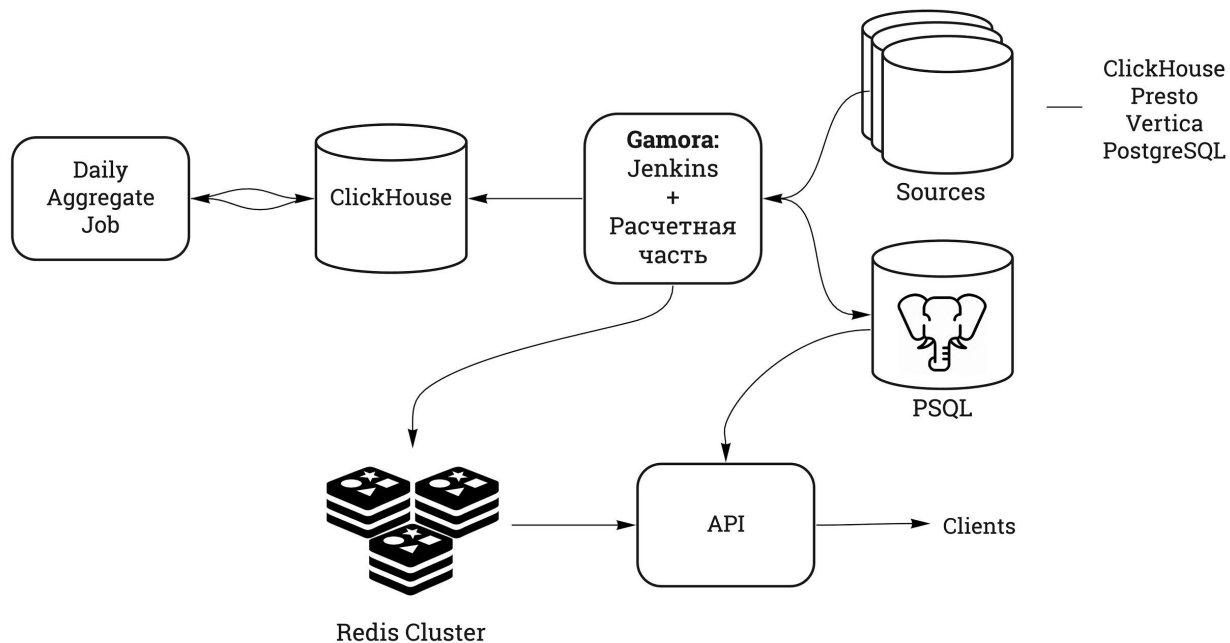 ClickHouse
Presto
Vertica
PostgreSQL
Sources
Gamora:
Jenkins
+
Расчетная
часть
ClickHouse
Daily
Aggregate
Job
PSQL
API
Clients
Redis Cluster